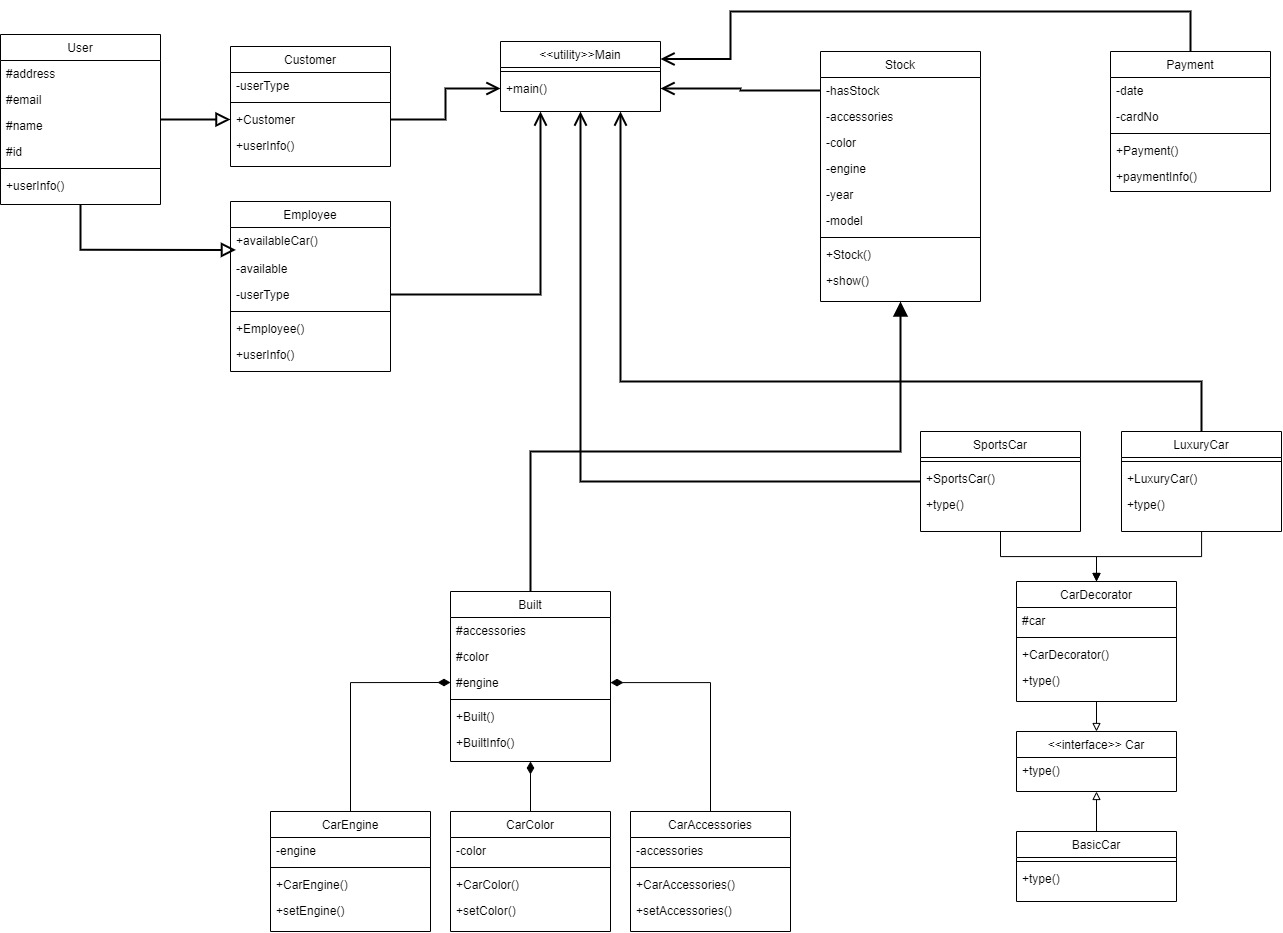 User
#address
#email
#name
#id
+userInfo()
Customer
-userType
+Customer
+userInfo()
Employee
+availableCar()
-available
-userType
+Employee()
+userInfo()
<<utility>>Main
+main()
Stock
-hasStock
-accessories
-color
-engine
-year
-model
+Stock()
+show()
Payment
-date
-cardNo
+Payment()
+paymentInfo()
SportsCar
+SportsCar()
+type()
LuxuryCar
+LuxuryCar()
+type()
Built
#accessories
#color
#engine
+Built()
+BuiltInfo()
CarDecorator
#car
+CarDecorator()
+type()
<<interface>> Car
+type()
BasicCar
+type()
CarEngine
-engine
+CarEngine()
+setEngine()
CarColor
-color
+CarColor()
+setColor()
CarAccessories
-accessories
+CarAccessories()
+setAccessories()